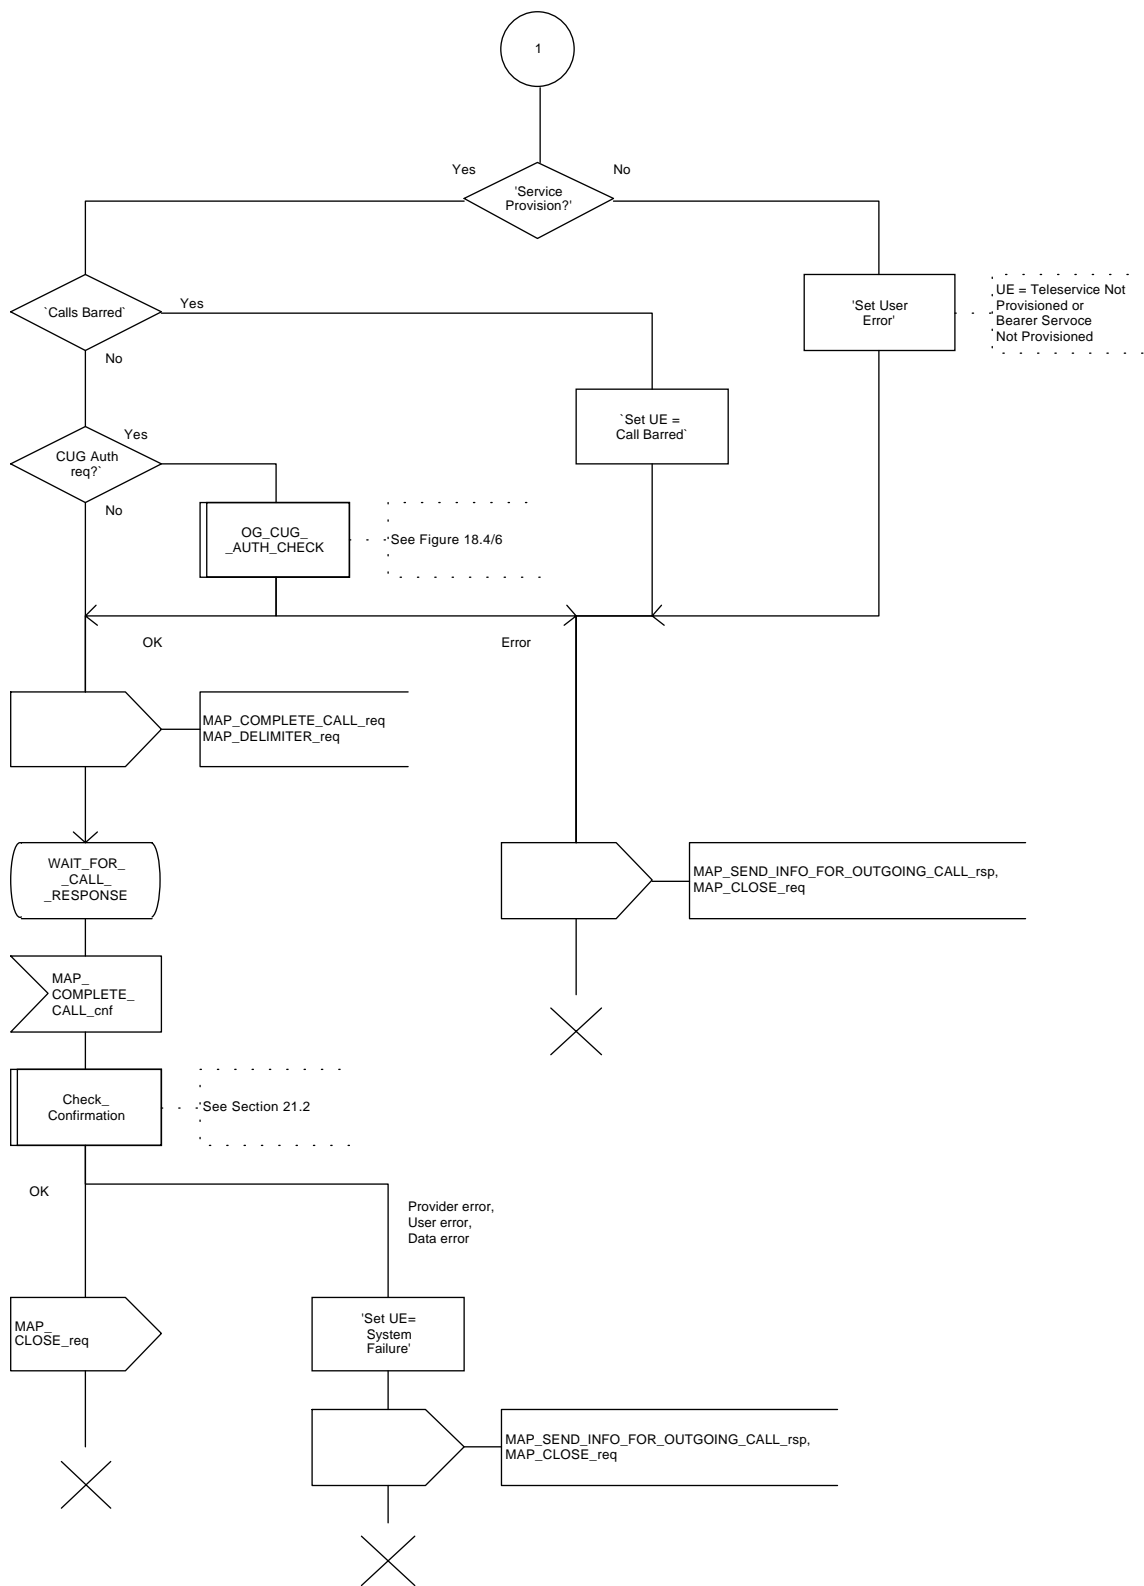 1
Yes
No
'Service
Provision?'
`Calls Barred`
Yes
No
'Set User
Error'
UE = Teleservice Not
Provisioned or
Bearer Servoce
Not Provisioned
`Set UE =
Call Barred`
Yes
CUG Auth
req?`
No
OG_CUG_
_AUTH_CHECK
See Figure 18.4/6
OK
Error
MAP_COMPLETE_CALL_req
MAP_DELIMITER_req
WAIT_FOR_
_CALL_
_RESPONSE
MAP_SEND_INFO_FOR_OUTGOING_CALL_rsp,
MAP_CLOSE_req
MAP_
COMPLETE_
CALL_cnf
Check_
Confirmation
See Section 21.2
OK
Provider error,
User error,
Data error
MAP_
CLOSE_req
'Set UE=
System
Failure'
MAP_SEND_INFO_FOR_OUTGOING_CALL_rsp,
MAP_CLOSE_req